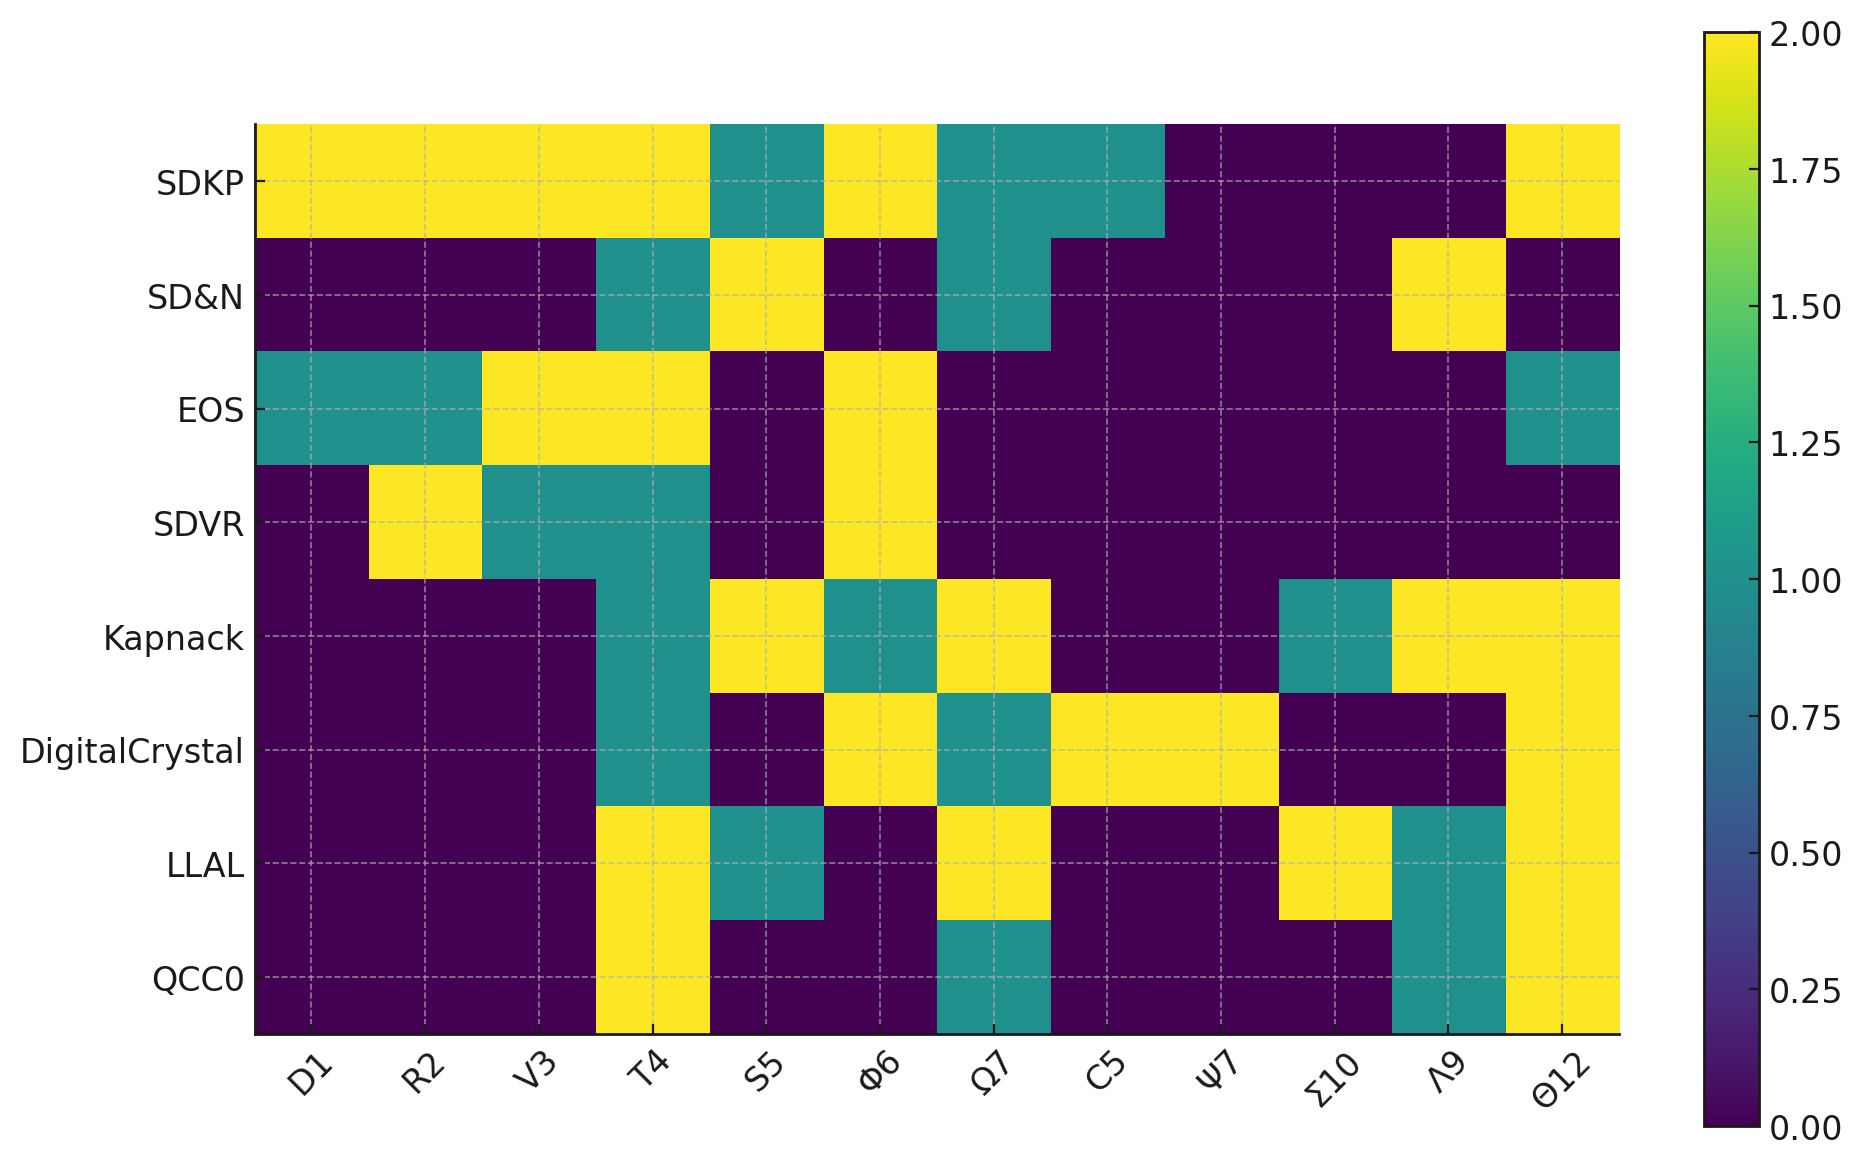 SDKP
SD&N
EOS
SDVR
Kapnack
DigitalCrystal
LLAL
QCC0
D1 R2 V3 T4 S5 Φ6 Ω7 C5 Ψ7 Σ10 Λ9 Θ12
2.00
1.75
1.50
1.25
1.00
0.75
0.50
0.25
0.00